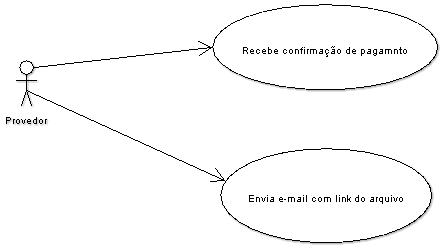 Recebe confirmação de pagamnto
Provedor
Envia e-mail com link do arquivo